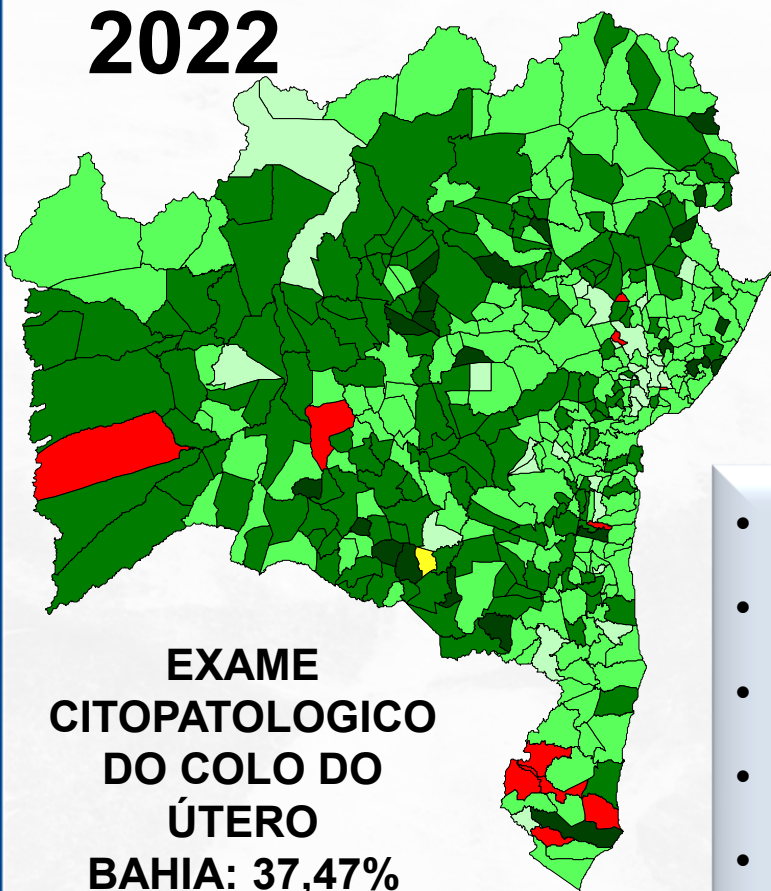 2022
EXAME
CITOPATOLOGICO
DO COLO DO
ÚTERO
BAHIA: 37,47%